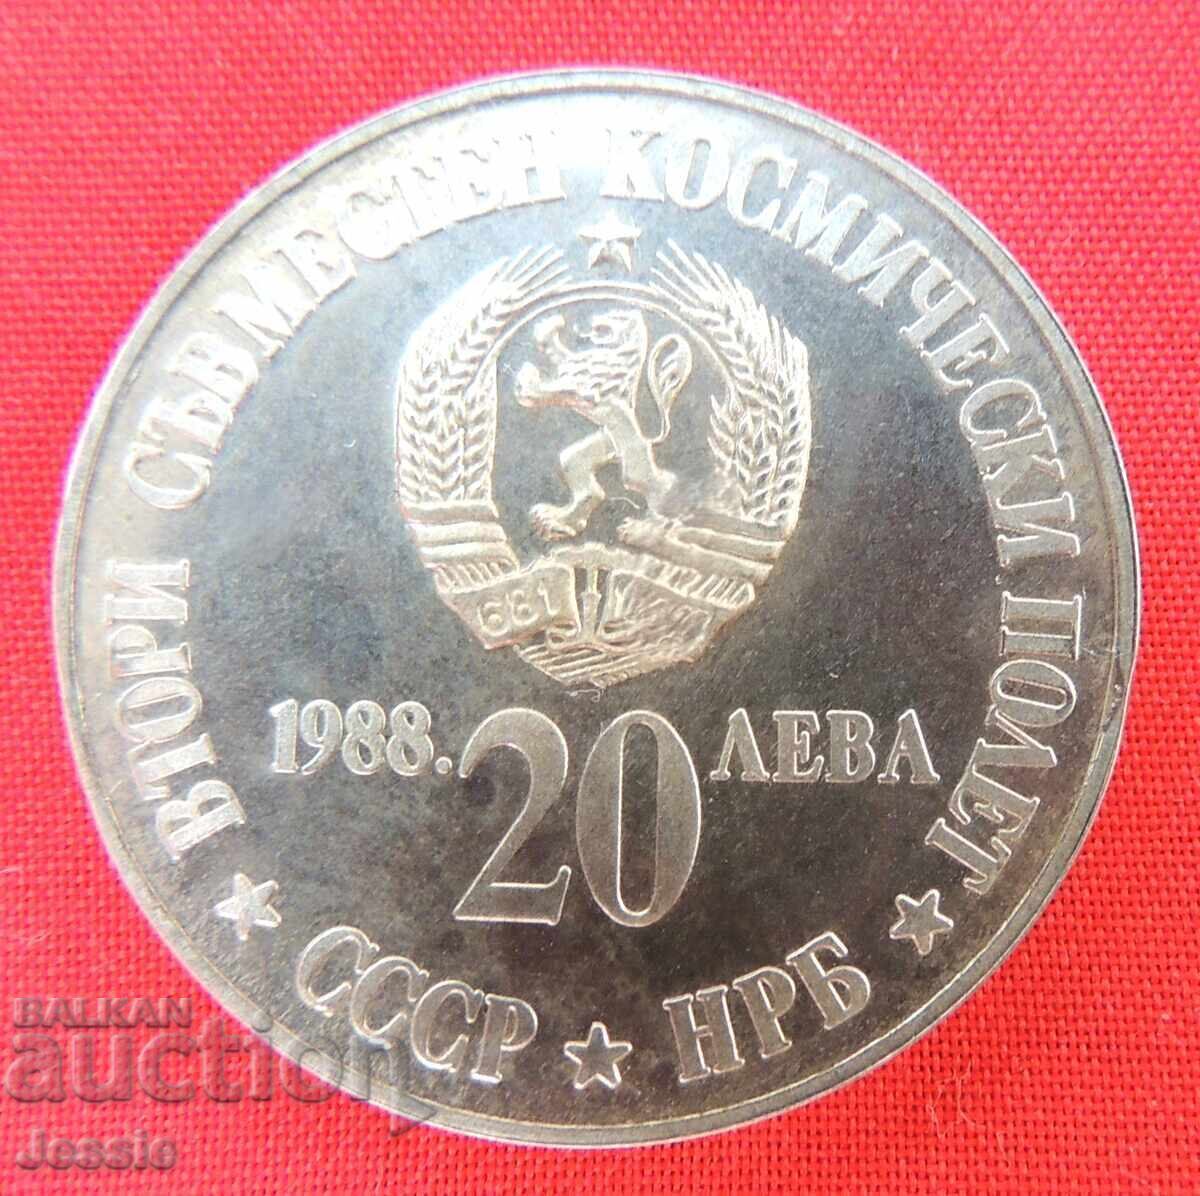 ВТОРИ СЪВМЕСТЕН КОСМИЧЕСКИ ПОЛЕТ
681
1988. 20 ЛЕВА
★ СССР ★ НРБ ★
BALKAN
auction
Jessie